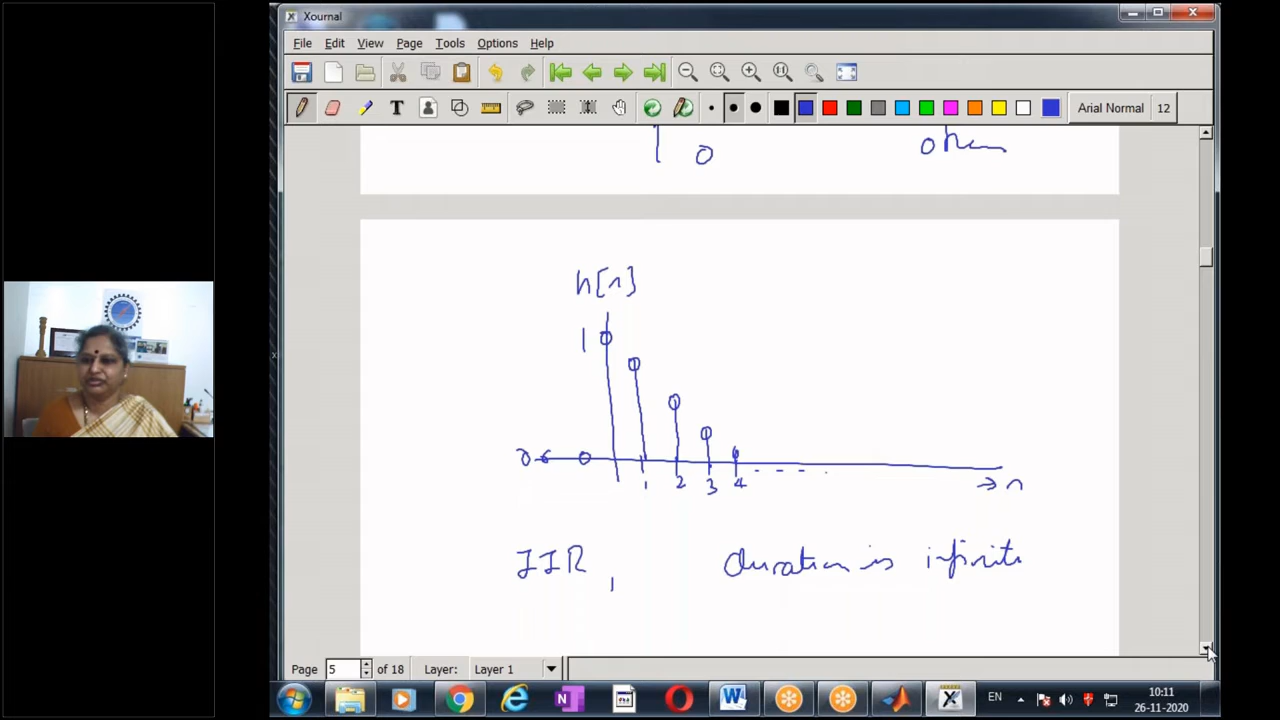 Xournal
File Edit View Page Tools Options Help
Arial Normal 12
0
h[n]
1
0
1 2 3 4 - - - .
→ n
IIR, duration is infinite
Page 5 of 18 Layer: Layer 1
EN
10:11
26-11-2020